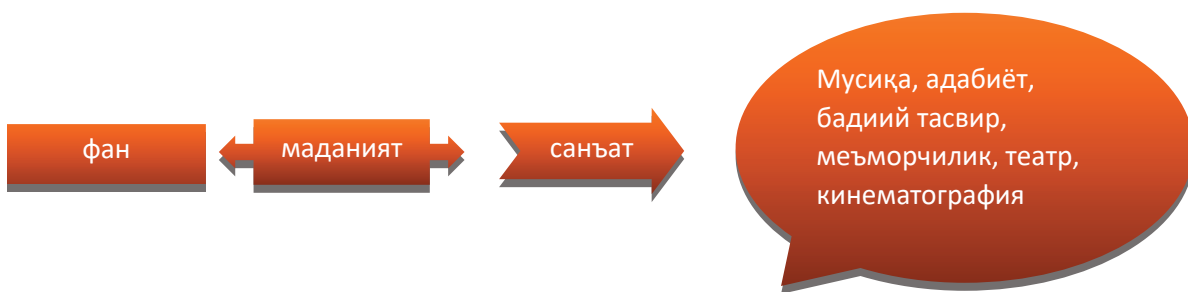 фан
маданият
санъат
Мусиқа, адабиёт,
бадиий тасвир,
меъморчилик, театр,
кинематография